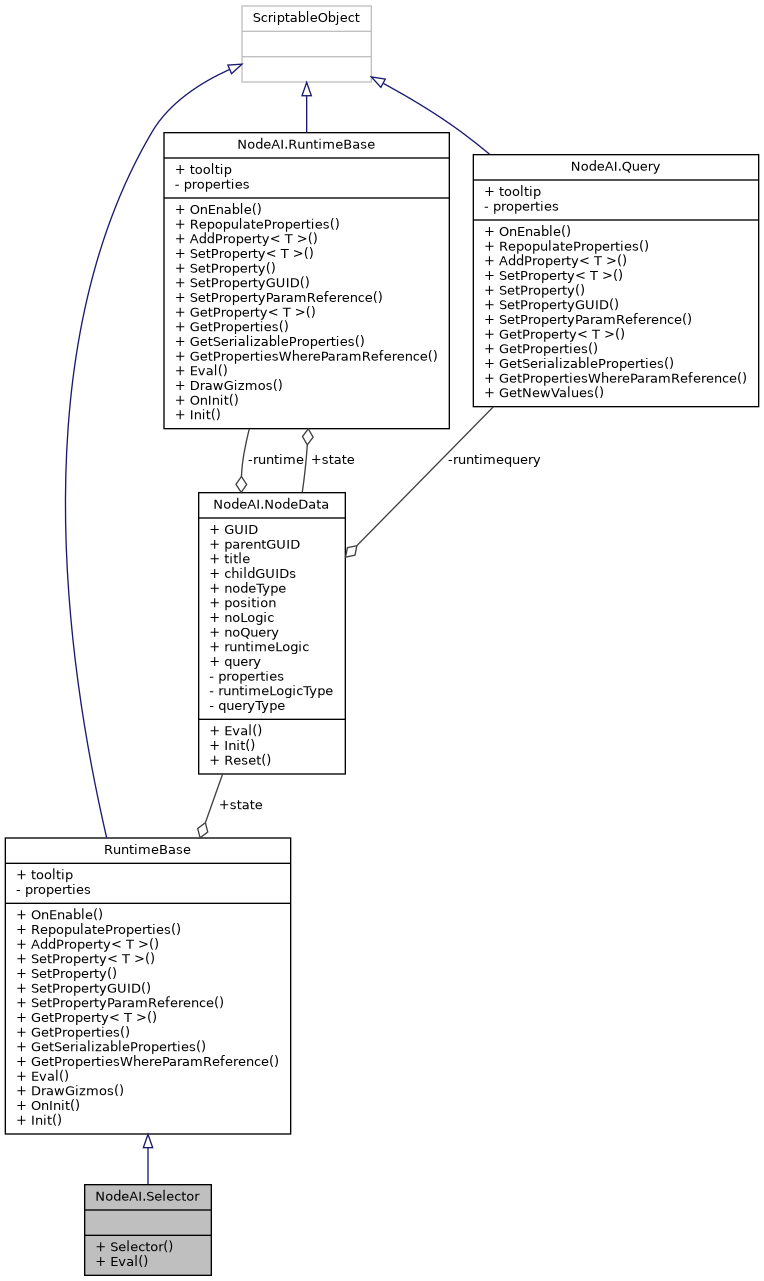 ScriptableObject
NodeAI.RuntimeBase
+ tooltip
- properties
+ OnEnable()
+ RepopulateProperties()
+ AddProperty< T >()
+ SetProperty< T >()
+ SetProperty()
+ SetPropertyGUID()
+ SetPropertyParamReference()
+ GetProperty< T >()
+ GetProperties()
+ GetSerializableProperties()
+ GetPropertiesWhereParamReference()
+ Eval()
+ DrawGizmos()
+ OnInit()
+ Init()
NodeAI.Query
+ tooltip
- properties
+ OnEnable()
+ RepopulateProperties()
+ AddProperty< T >()
+ SetProperty< T >()
+ SetProperty()
+ SetPropertyGUID()
+ SetPropertyParamReference()
+ GetProperty< T >()
+ GetProperties()
+ GetSerializableProperties()
+ GetPropertiesWhereParamReference()
+ GetNewValues()
-runtime
+state
-runtimequery
NodeAI.NodeData
+ GUID
+ parentGUID
+ title
+ childGUIDs
+ nodeType
+ position
+ noLogic
+ noQuery
+ runtimeLogic
+ query
- properties
- runtimeLogicType
- queryType
+ Eval()
+ Init()
+ Reset()
+state
RuntimeBase
+ tooltip
- properties
+ OnEnable()
+ RepopulateProperties()
+ AddProperty< T >()
+ SetProperty< T >()
+ SetProperty()
+ SetPropertyGUID()
+ SetPropertyParamReference()
+ GetProperty< T >()
+ GetProperties()
+ GetSerializableProperties()
+ GetPropertiesWhereParamReference()
+ Eval()
+ DrawGizmos()
+ OnInit()
+ Init()
NodeAI.Selector
+ Selector()
+ Eval()